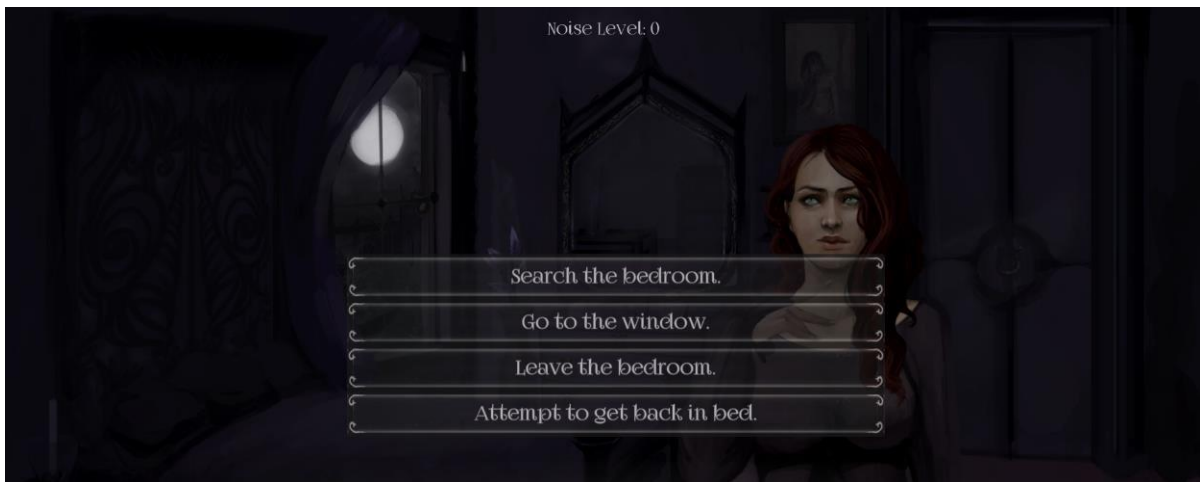 Noise Level: 0
Search the bedroom.
Go to the window.
Leave the bedroom.
Attempt to get back in bed.